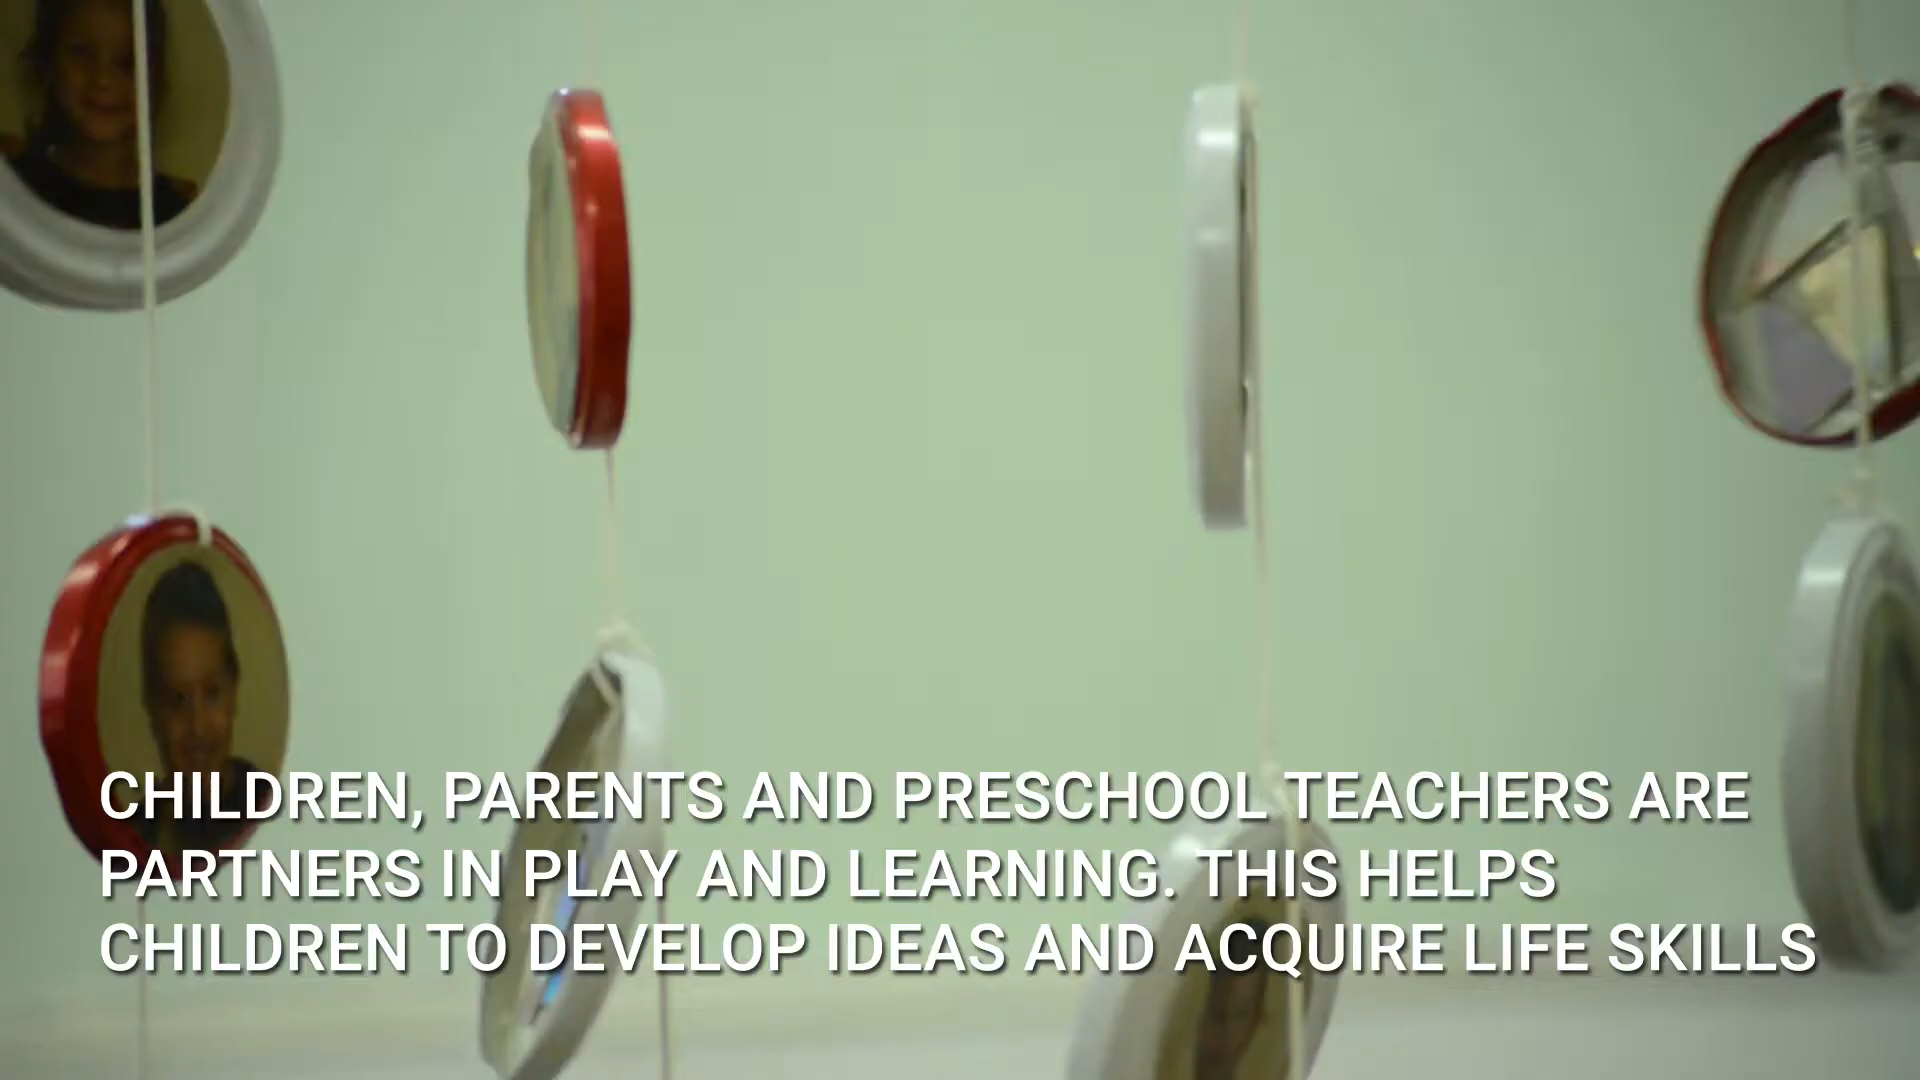 CHILDREN, PARENTS AND PRESCHOOL TEACHERS ARE
PARTNERS IN PLAY AND LEARNING. THIS HELPS
CHILDREN TO DEVELOP IDEAS AND ACQUIRE LIFE SKILLS